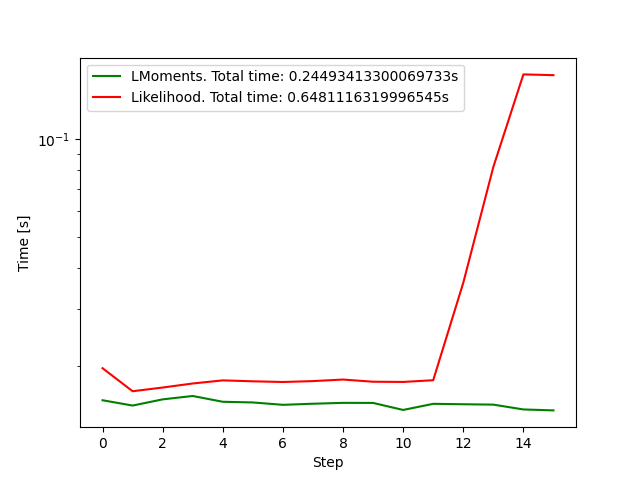 LMoments. Total time: 0.24493413300069733s
Likelihood. Total time: 0.6481116319996545s
10⁻¹
Time [s]
0 2 4 6 8 10 12 14
Step